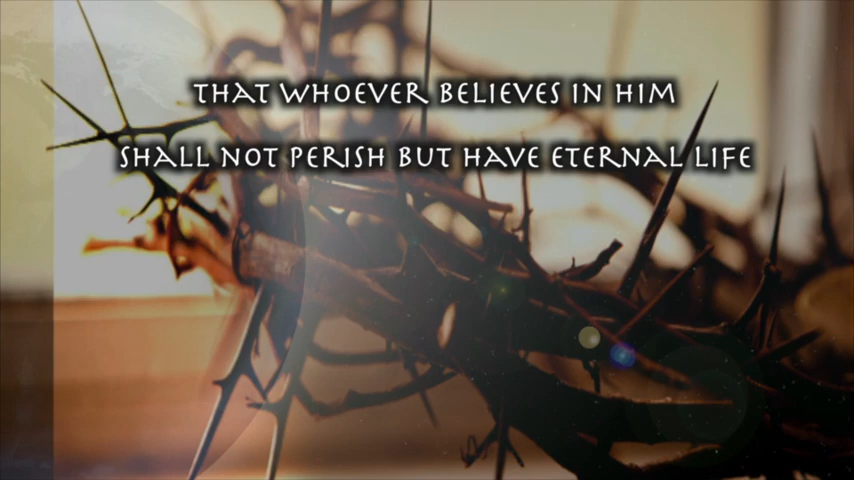 THAT WHOEVER BELIEVES IN HIM
SHALL NOT PERISH BUT HAVE ETERNAL LIFE